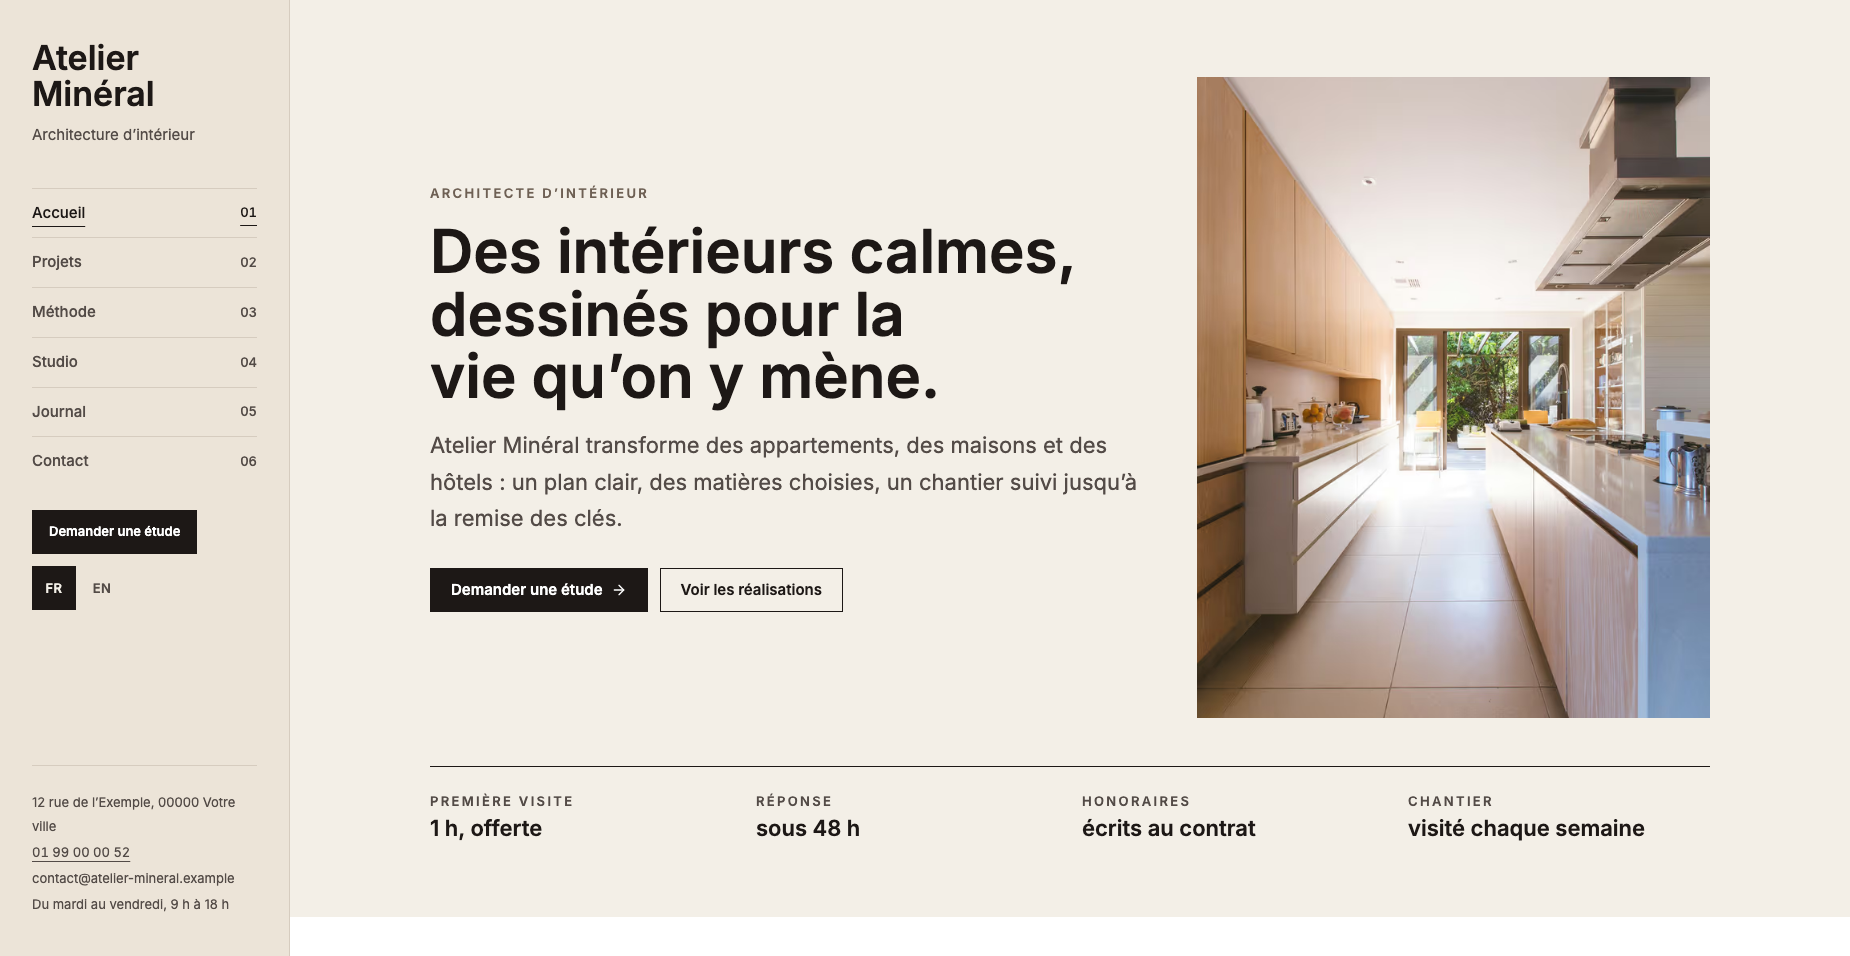 Atelier
Minéral
Architecture d’intérieur
Accueil 01
Projets 02
Méthode 03
Studio 04
Journal 05
Contact 06
Demander une étude
FR EN
12 rue de l’Exemple, 00000 Votre
ville
01 99 00 00 52
contact@atelier-mineral.example
Du mardi au vendredi, 9 h à 18 h
ARCHITECTE D’INTÉRIEUR
Des intérieurs calmes,
dessinés pour la
vie qu’on y mène.
Atelier Minéral transforme des appartements, des maisons et des
hôtels : un plan clair, des matières choisies, un chantier suivi jusqu’à
la remise des clés.
Demander une étude → Voir les réalisations
PREMIÈRE VISITE
1 h, offerte
RÉPONSE
sous 48 h
HONORAIRES
écrits au contrat
CHANTIER
visité chaque semaine